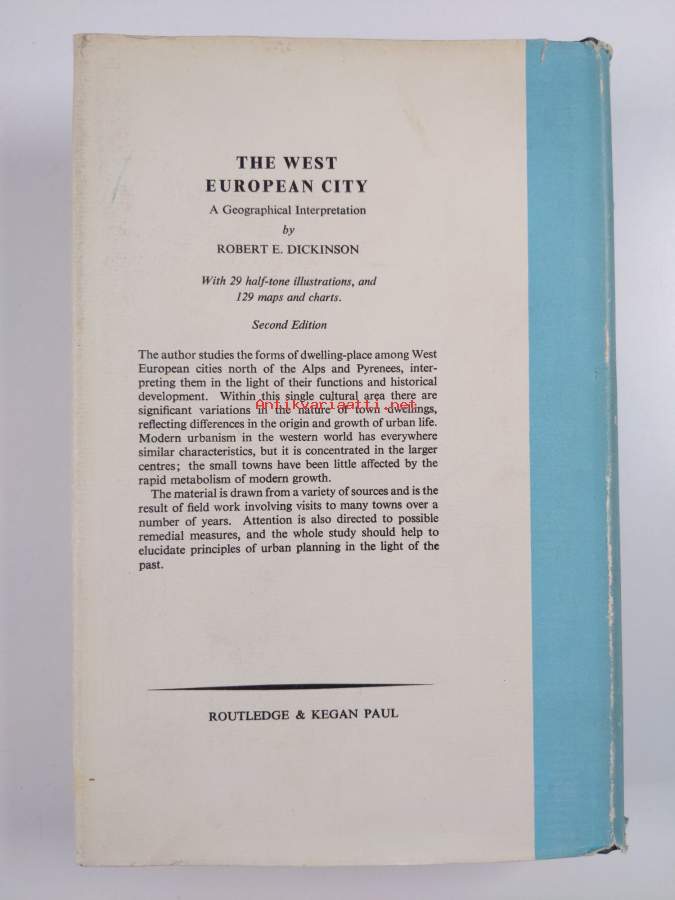 THE WEST
EUROPEAN CITY
A Geographical Interpretation
by
ROBERT E. DICKINSON
With 29 half-tone illustrations, and
129 maps and charts.
Second Edition
The author studies the forms of dwelling-place among West
European cities north of the Alps and Pyrenees, inter-
preting them in the light of their functions and historical
development. Within this single cultural area there are
Antikvariaatti.net
significant variations in the nature of town dwellings,
reflecting differences in the origin and growth of urban life.
Modern urbanism in the western world has everywhere
similar characteristics, but it is concentrated in the larger
centres; the small towns have been little affected by the
rapid metabolism of modern growth.
The material is drawn from a variety of sources and is the
result of field work involving visits to many towns over a
number of years. Attention is also directed to possible
remedial measures, and the whole study should help to
elucidate principles of urban planning in the light of the
past.
ROUTLEDGE & KEGAN PAUL